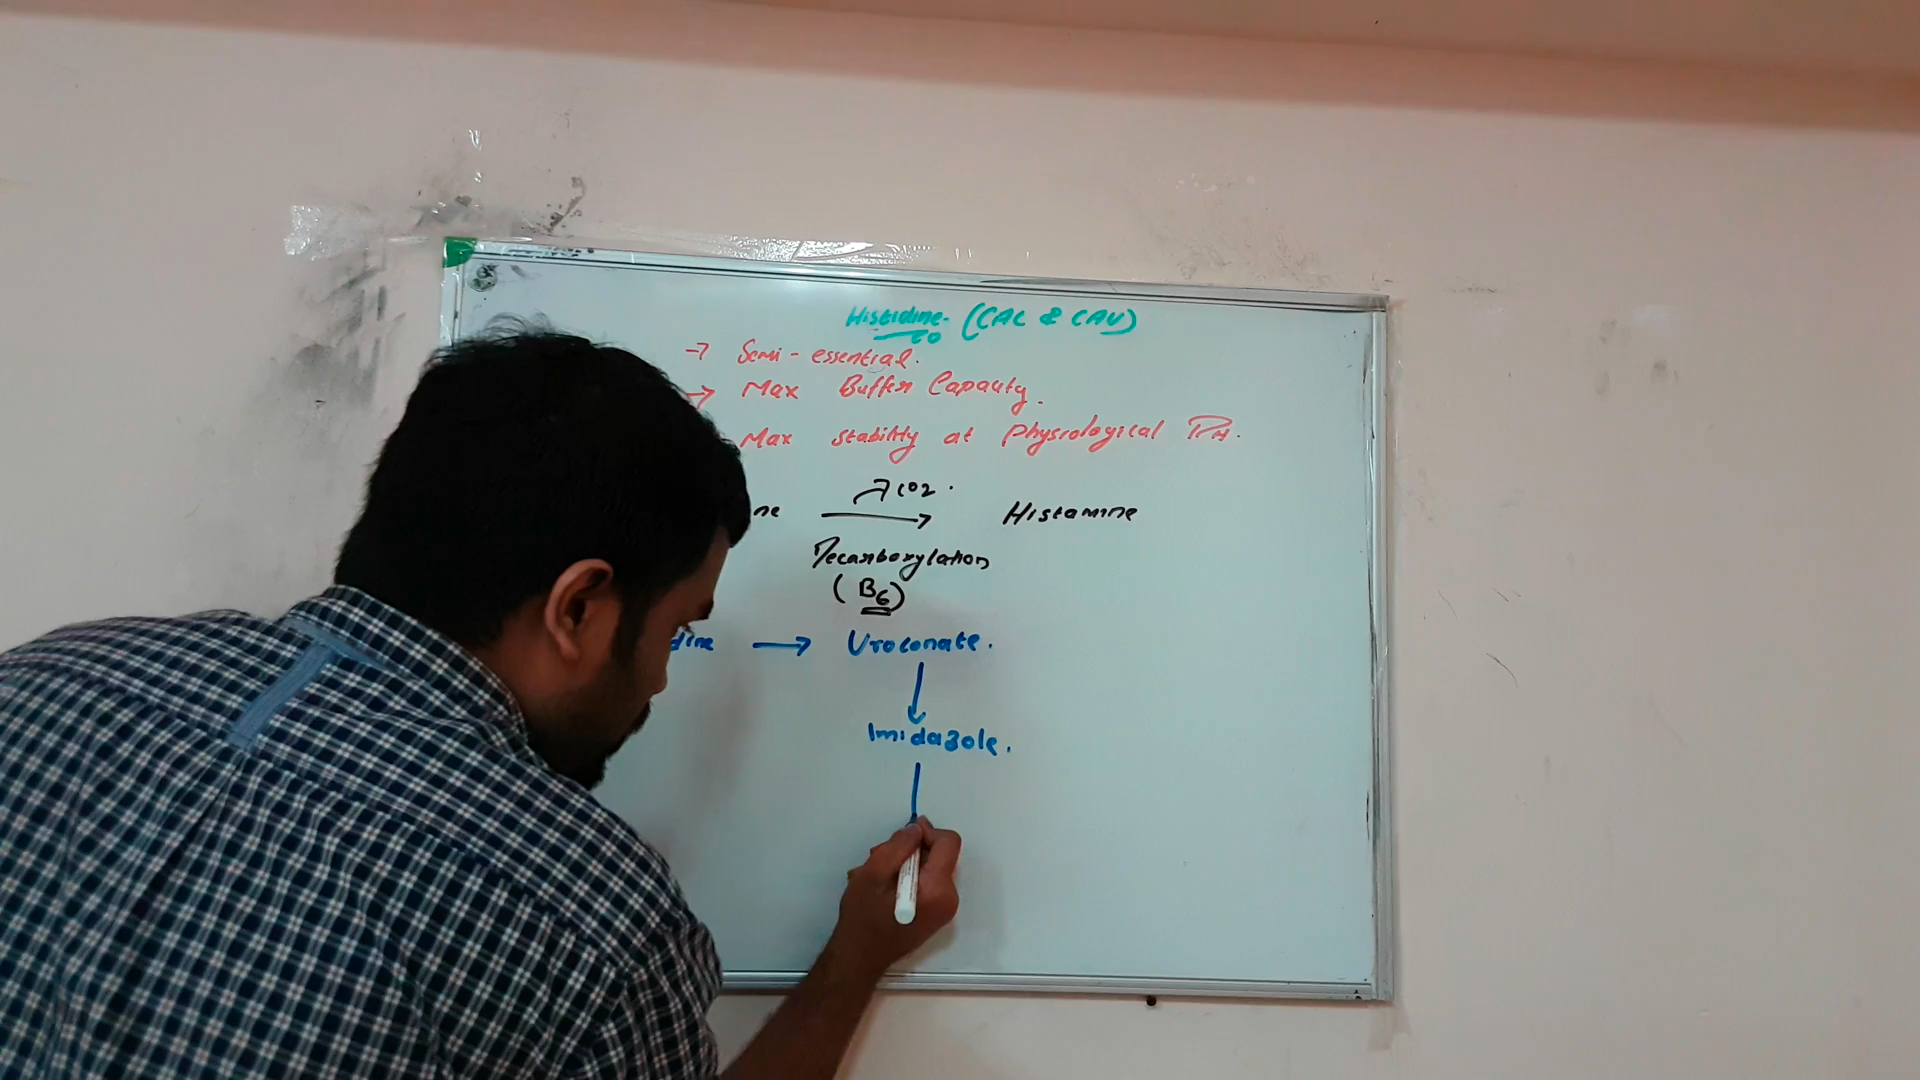 Histidine. (CAC & CAU)
→ Semi - essential.
→ Max Buffer Capacity.
Max stability at Physiological PH.
ne → CO2. Histamine
Decarboxylation
(B6)
dine → Uroconate.
↓
Imidazole.